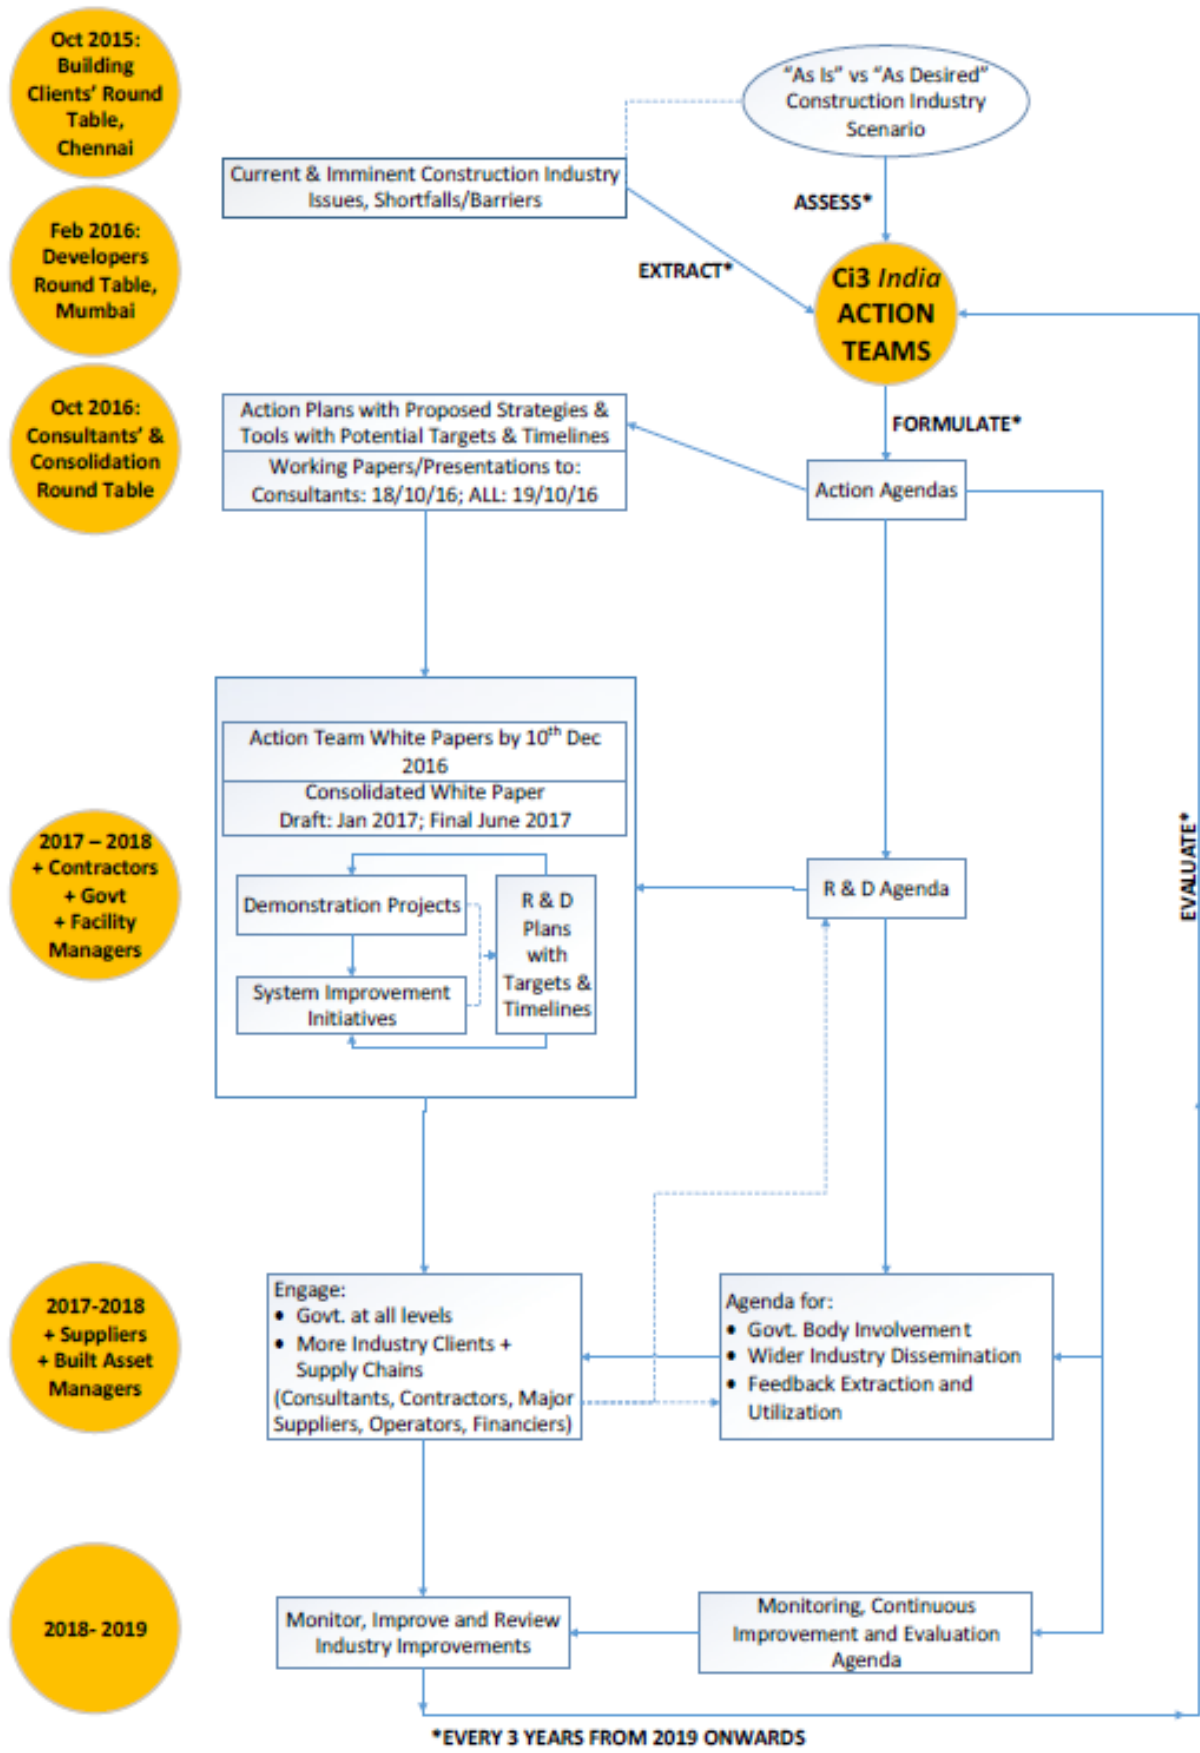 Oct 2015:
Building
Clients' Round
Table,
Chennai
"As Is" vs "As Desired"
Construction Industry
Scenario
Current & Imminent Construction Industry
Issues, Shortfalls/Barriers
ASSESS*
Feb 2016:
Developers
Round Table,
Mumbai
EXTRACT*
Ci3 India
ACTION
TEAMS
Oct 2016:
Consultants' &
Consolidation
Round Table
Action Plans with Proposed Strategies &
Tools with Potential Targets & Timelines
Working Papers/Presentations to:
Consultants: 18/10/16; ALL: 19/10/16
FORMULATE*
Action Agendas
Action Team White Papers by 10th Dec
2016
Consolidated White Paper
Draft: Jan 2017; Final June 2017
2017 – 2018
+ Contractors
+ Govt
+ Facility
Managers
Demonstration Projects
System Improvement
Initiatives
R & D
Plans
with
Targets &
Timelines
R & D Agenda
EVALUATE*
2017-2018
+ Suppliers
+ Built Asset
Managers
Engage:
• Govt. at all levels
• More Industry Clients +
Supply Chains
(Consultants, Contractors, Major
Suppliers, Operators, Financiers)
Agenda for:
• Govt. Body Involvement
• Wider Industry Dissemination
• Feedback Extraction and
Utilization
2018- 2019
Monitor, Improve and Review
Industry Improvements
Monitoring, Continuous
Improvement and Evaluation
Agenda
*EVERY 3 YEARS FROM 2019 ONWARDS